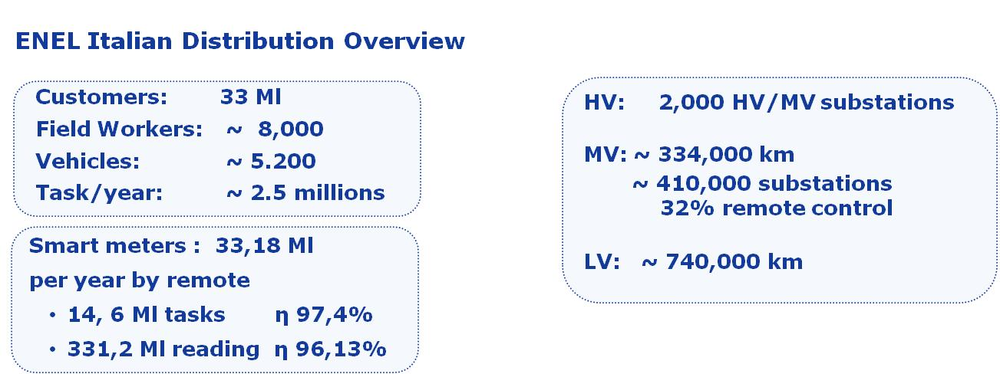 ENEL Italian Distribution Overview
Customers: 33 Ml
Field Workers: ~ 8,000
Vehicles: ~ 5.200
Task/year: ~ 2.5 millions
Smart meters : 33,18 Ml
per year by remote
• 14, 6 Ml tasks η 97,4%
• 331,2 Ml reading η 96,13%
HV: 2,000 HV/MV substations
MV: ~ 334,000 km
~ 410,000 substations
32% remote control
LV: ~ 740,000 km